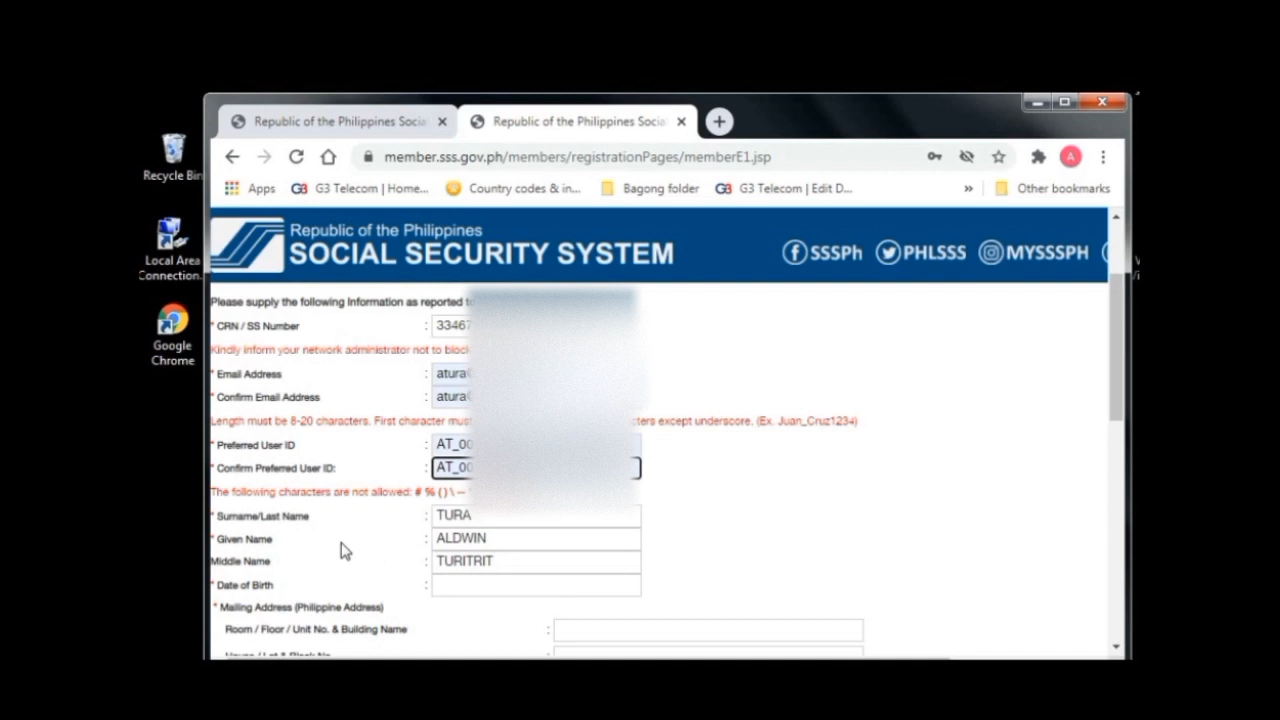 Republic of the Philippines Socia
Republic of the Philippines Socia
member.sss.gov.ph/members/registrationPages/memberE1.jsp
A
Apps G3 G3 Telecom | Home... Country codes & in... Bagong folder G3 G3 Telecom | Edit D... » Other bookmarks
Recycle Bin
Local Area
Connection
Google
Chrome
Republic of the Philippines
SOCIAL SECURITY SYSTEM
SSSPh PHLSSS MYSSSPH
Please supply the following Information as reported to
* CRN / SS Number : 33467
Kindly inform your network administrator not to block
* Email Address : atura
* Confirm Email Address : atura
Length must be 8-20 characters. First character must ters except underscore. (Ex. Juan_Cruz1234)
* Preferred User ID : AT_00
* Confirm Preferred User ID: : AT_00
The following characters are not allowed: # % ( ) \ --
* Surname/Last Name : TURA
* Given Name : ALDWIN
Middle Name : TURITRIT
* Date of Birth :
* Mailing Address (Philippine Address)
Room / Floor / Unit No. & Building Name :